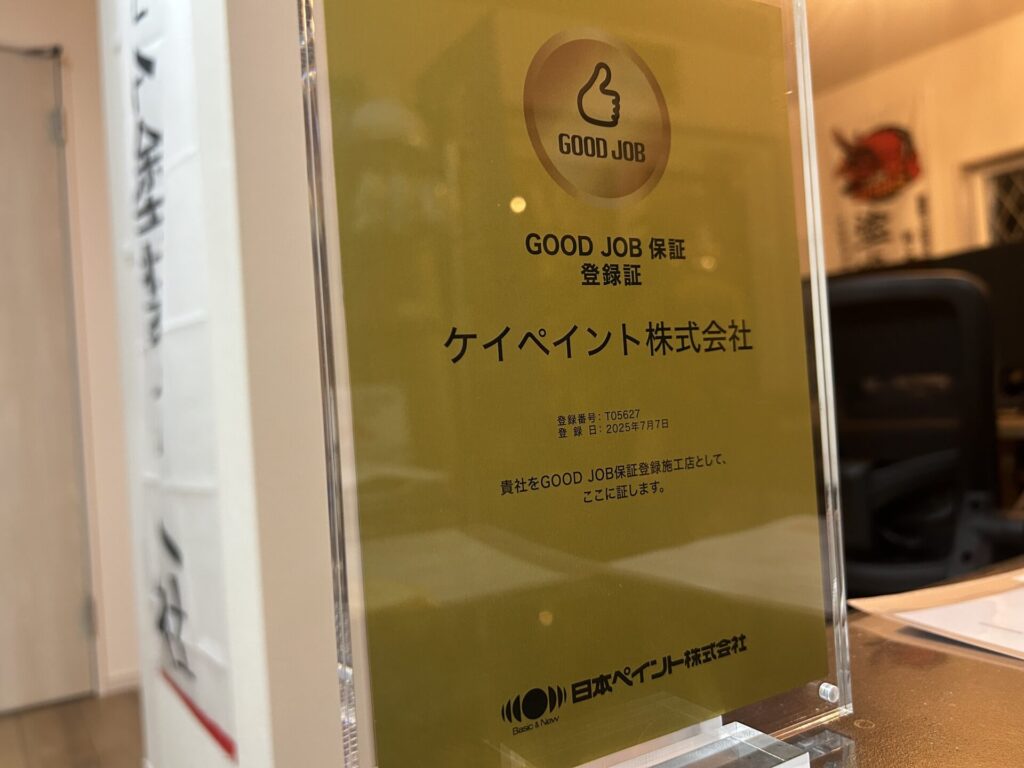 GOOD JOB
GOOD JOB 保証
登録証
ケイペイント株式会社
登録番号：T05627
登 録 日：2025年7月7日
貴社をGOOD JOB保証登録施工店として、
ここに証します。
日本ペイント株式会社
Basic & New